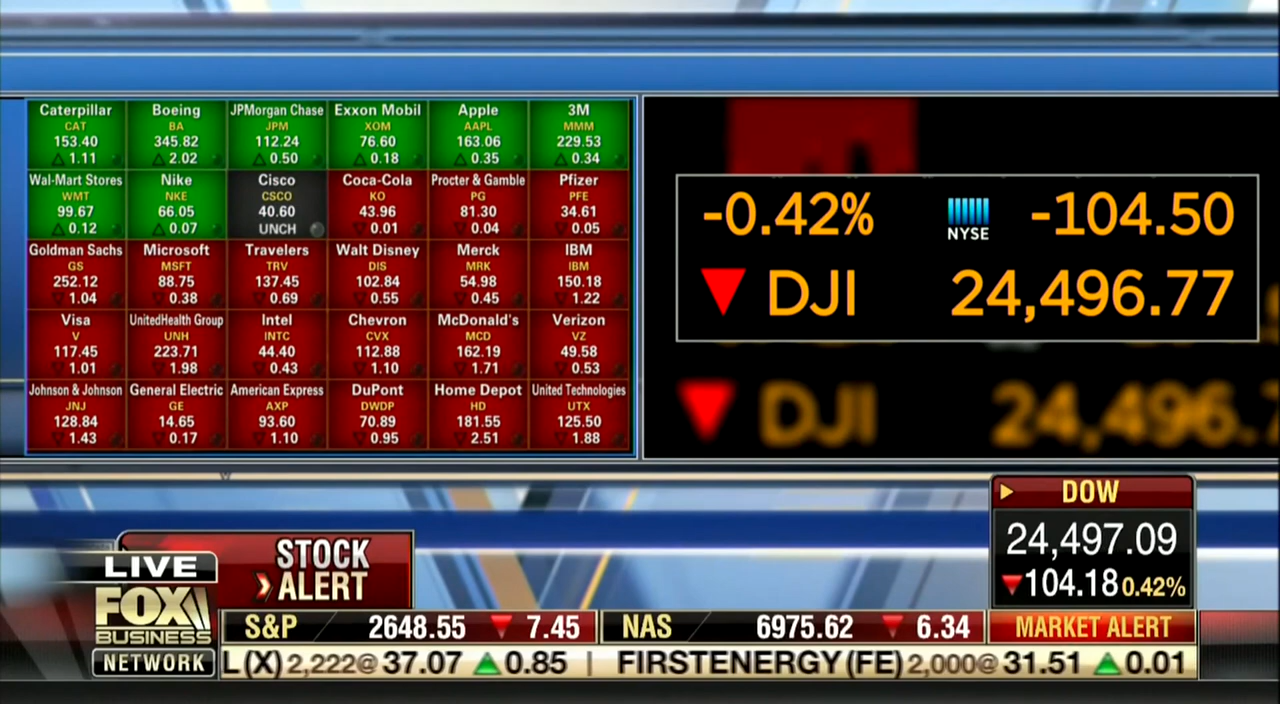 Caterpillar Boeing JPMorgan Chase Exxon Mobil Apple 3M
CAT BA JPM XOM AAPL MMM
153.40 345.82 112.24 76.60 163.06 229.53
△ 1.11 △ 2.02 △ 0.50 △ 0.18 △ 0.35 △ 0.34
Wal-Mart Stores Nike Cisco Coca-Cola Procter & Gamble Pfizer
WMT NKE CSCO KO PG PFE
99.67 66.05 40.60 43.96 81.30 34.61
△ 0.12 △ 0.07 UNCH ▽ 0.01 ▽ 0.04 ▽ 0.05
Goldman Sachs Microsoft Travelers Walt Disney Merck IBM
GS MSFT TRV DIS MRK IBM
252.12 88.75 137.45 102.84 54.98 150.18
▽ 1.04 ▽ 0.38 ▽ 0.69 ▽ 0.55 ▽ 0.45 ▽ 1.22
Visa UnitedHealth Group Intel Chevron McDonald's Verizon
V UNH INTC CVX MCD VZ
117.45 223.71 44.40 112.88 162.19 49.58
▽ 1.01 ▽ 1.98 ▽ 0.43 ▽ 1.10 ▽ 1.71 ▽ 0.53
Johnson & Johnson General Electric American Express DuPont Home Depot United Technologies
JNJ GE AXP DWDP HD UTX
128.84 14.65 93.60 70.89 181.55 125.50
▽ 1.43 ▽ 0.17 ▽ 1.10 ▽ 0.95 ▽ 2.51 ▽ 1.88
-0.42% NYSE -104.50
▼ DJI 24,496.77
▼ DJI 24,496.7
DOW
24,497.09
▼104.18 0.42%
STOCK
ALERT
LIVE
FOX
BUSINESS
NETWORK
S&P 2648.55 ▼ 7.45 NAS 6975.62 ▼ 6.34 MARKET ALERT
L (X) 2,222@ 37.07 ▲0.85 | FIRSTENERGY (FE) 2,000@ 31.51 ▲0.01